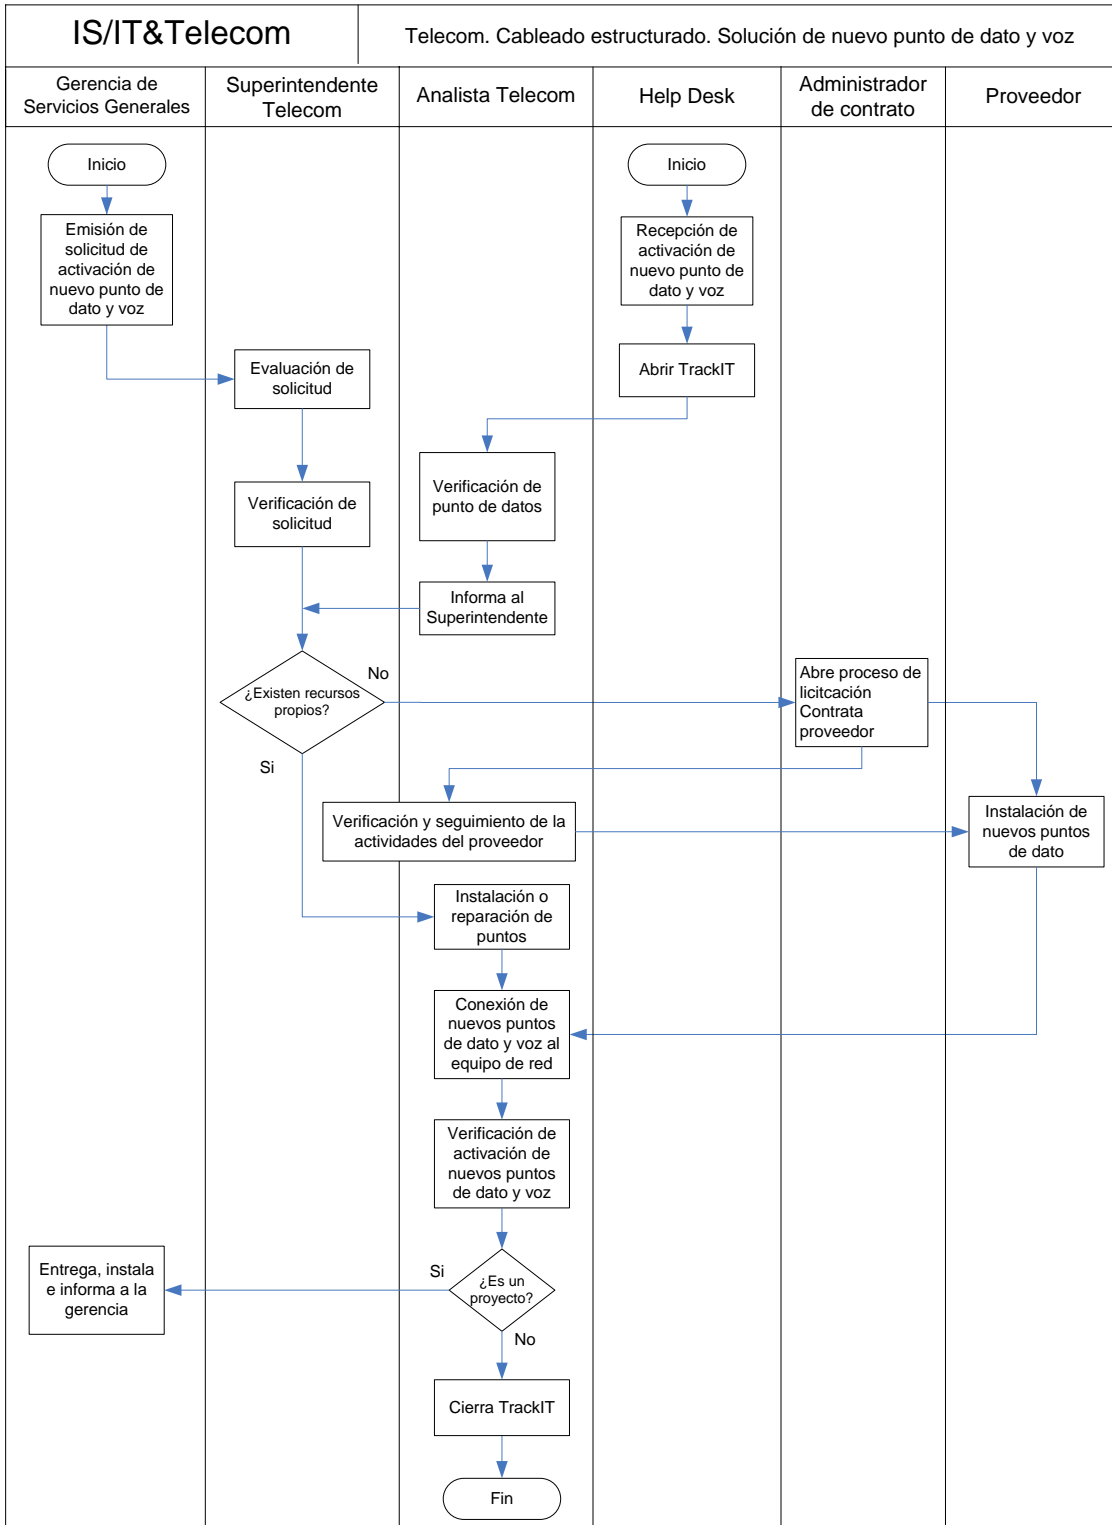 IS/IT&Telecom
Telecom. Cableado estructurado. Solución de nuevo punto de dato y voz
Gerencia de
Servicios Generales
Superintendente
Telecom
Analista Telecom
Help Desk
Administrador
de contrato
Proveedor
Inicio
Inicio
Emisión de
solicitud de
activación de
nuevo punto de
dato y voz
Recepción de
activación de
nuevo punto de
dato y voz
Evaluación de
solicitud
Abrir TrackIT
Verificación de
solicitud
Verificación de
punto de datos
Informa al
Superintendente
¿Existen recursos
propios?
No
Si
Abre proceso de
licitcación
Contrata
proveedor
Verificación y seguimiento de la
actividades del proveedor
Instalación de
nuevos puntos
de dato
Instalación o
reparación de
puntos
Conexión de
nuevos puntos
de dato y voz al
equipo de red
Verificación de
activación de
nuevos puntos
de dato y voz
Entrega, instala
e informa a la
gerencia
Si
¿Es un
proyecto?
No
Cierra TrackIT
Fin